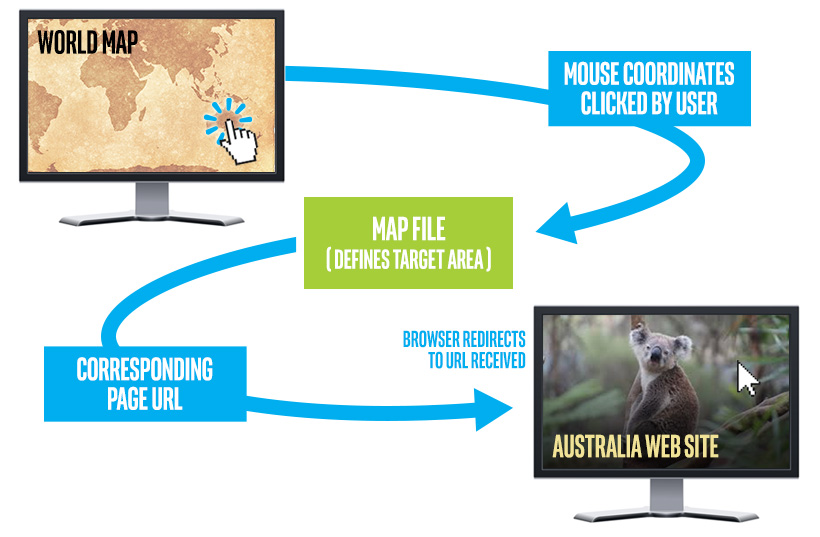 WORLD MAP
MOUSE COORDINATES
CLICKED BY USER
MAP FILE
( DEFINES TARGET AREA )
BROWSER REDIRECTS
TO URL RECEIVED
CORRESPONDING
PAGE URL
AUSTRALIA WEB SITE